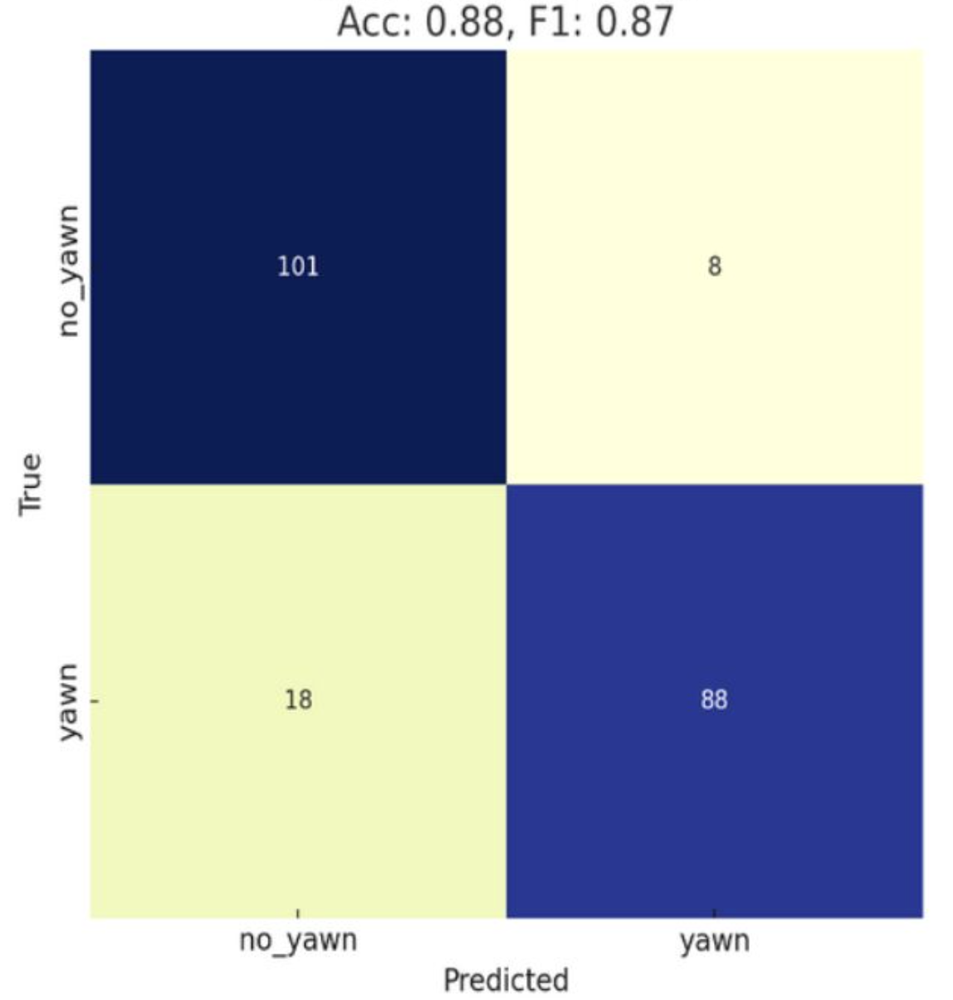 Acc: 0.88, F1: 0.87
no_yawn
101
8
True
yawn
18
88
no_yawn
yawn
Predicted